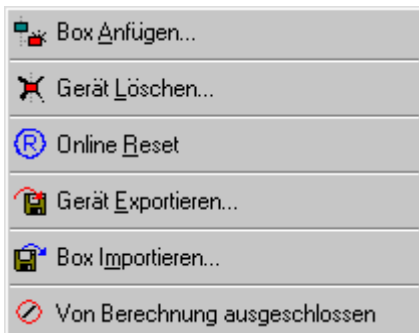 Box Anfügen...
Gerät Löschen...
Online Reset
Gerät Exportieren...
Box Importieren...
Von Berechnung ausgeschlossen